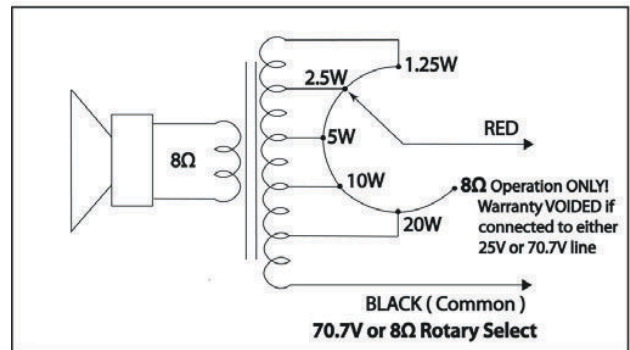 1.25W
2.5W
RED
5W
8Ω
10W
8Ω Operation ONLY!
Warranty VOIDED if
connected to either
25V or 70.7V line
20W
BLACK ( Common )
70.7V or 8Ω Rotary Select